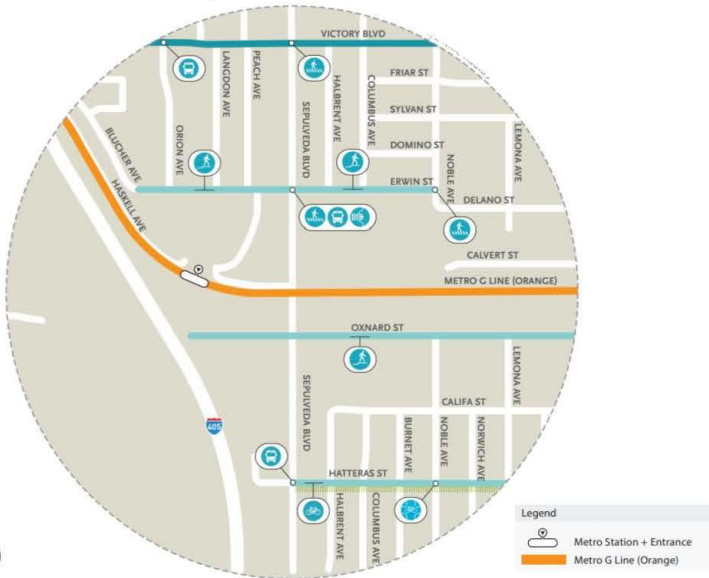 VICTORY BLVD
LANGDON AVE
PEACH AVE
ORION AVE
SEPULVEDA BLVD
HALBRENT AVE
COLUMBUS AVE
FRIAR ST
SYLVAN ST
DOMINO ST
LEMONA AVE
NOBLE AVE
ERWIN ST
DELANO ST
BLUCHER AVE
HASKELL AVE
CALVERT ST
METRO G LINE (ORANGE)
OXNARD ST
405
SEPULVEDA BLVD
LEMONA AVE
CALIFA ST
BURNET AVE
NOBLE AVE
NORWICH AVE
HATTERAS ST
HALBRENT AVE
COLUMBUS AVE
Legend
Metro Station + Entrance
Metro G Line (Orange)